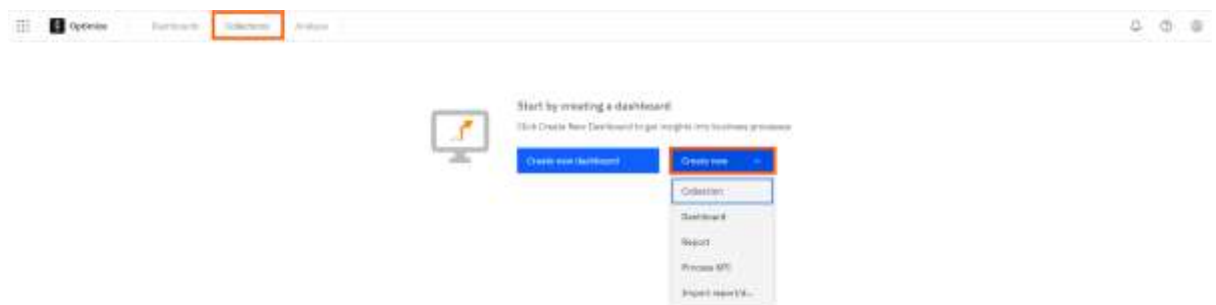 Optimize Dashboards Collections Analysis
Start by creating a dashboard
Click Create New Dashboard to get insights into business processes
Create new dashboard
Create new
Collection
Dashboard
Report
Process KPI
Import report/d...